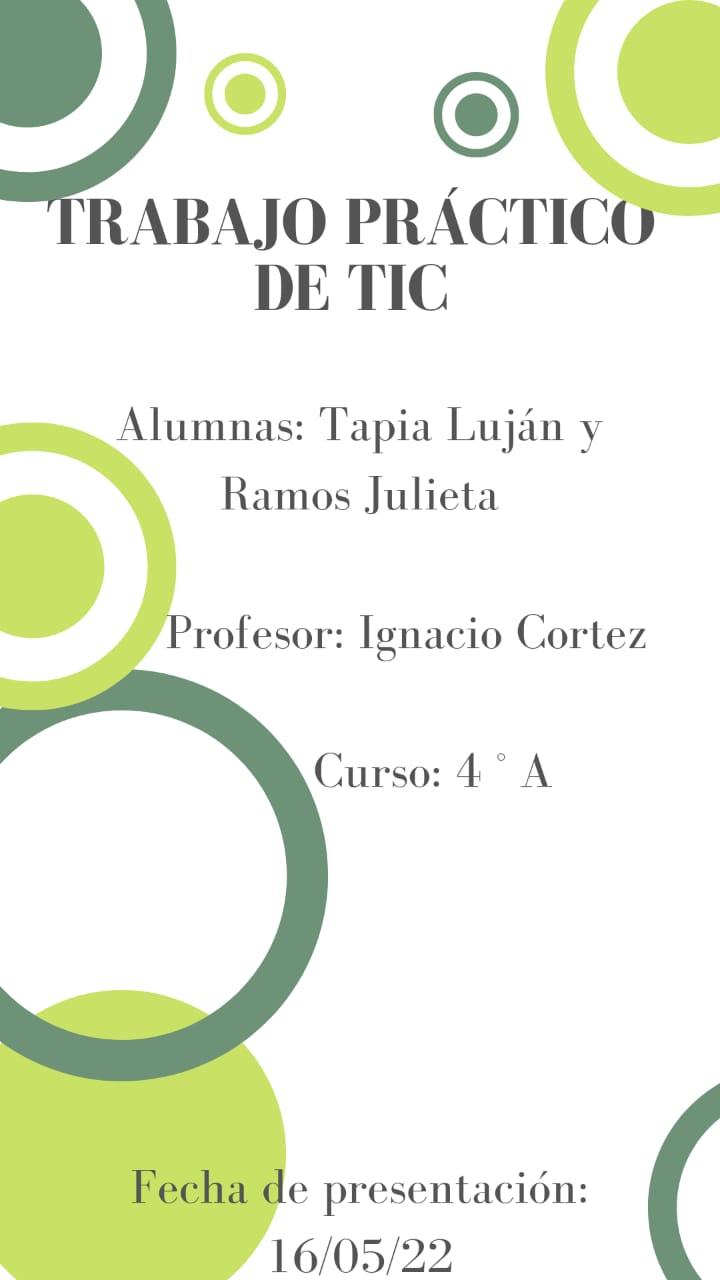 TRABAJO PRÁCTICO
DE TIC
Alumnas: Tapia Luján y
Ramos Julieta
Profesor: Ignacio Cortez
Curso: 4 ° A
Fecha de presentación:
16/05/22